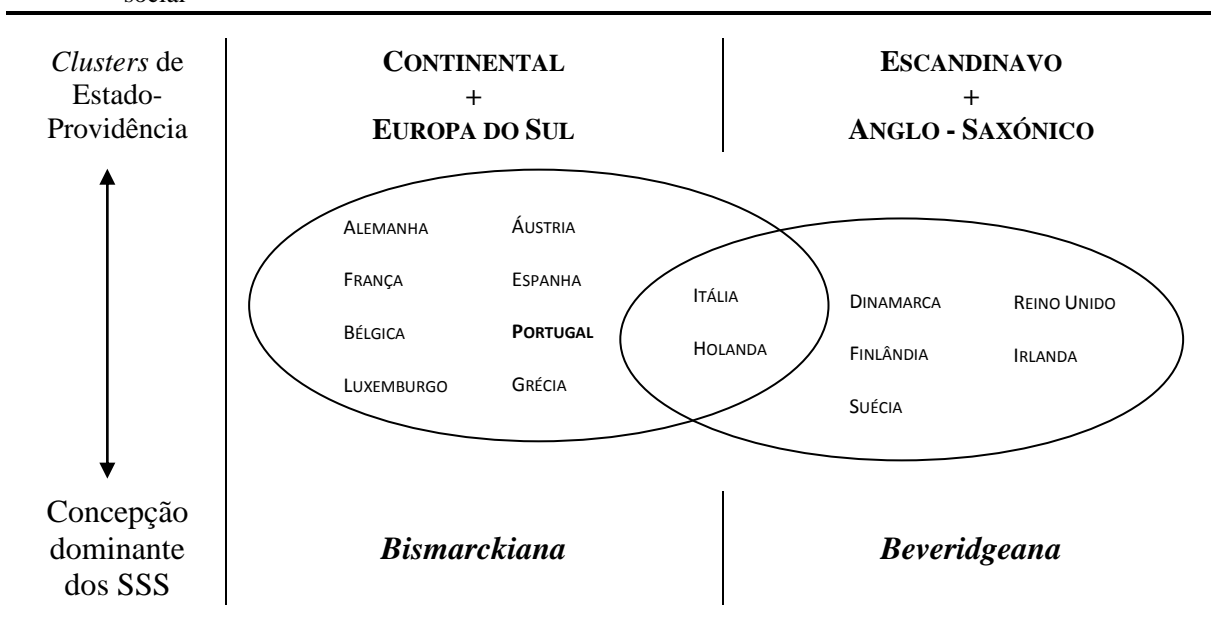 social
Clusters de
Estado-
Providência
CONTINENTAL
+
EUROPA DO SUL
ESCANDINAVO
+
ANGLO - SAXÓNICO
ALEMANHA
ÁUSTRIA
FRANÇA
ESPANHA
BÉLGICA
PORTUGAL
LUXEMBURGO
GRÉCIA
ITÁLIA
HOLANDA
DINAMARCA
REINO UNIDO
FINLÂNDIA
IRLANDA
SUÉCIA
Concepção
dominante
dos SSS
Bismarckiana
Beveridgeana